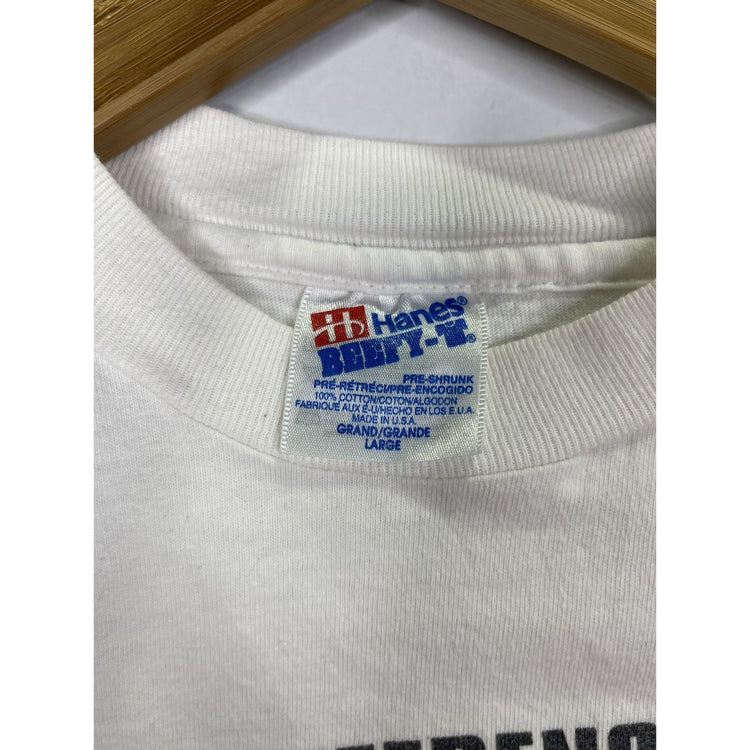 Hanes®
BEEFY-T®
PRE-SHRUNK
PRÉ-RÉTRÉCI/PRE-ENCOGIDO
100% COTTON/COTON/ALGODON
FABRIQUE AUX E-U/HECHO EN LOS E.U.A.
MADE IN U.S.A.
GRAND/GRANDE
LARGE